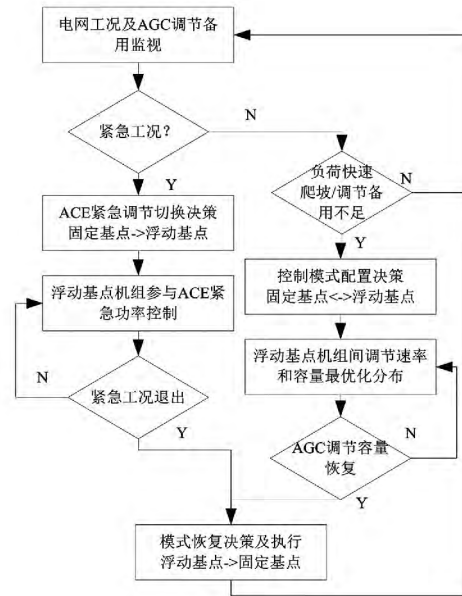 电网工况及AGC调节备
用监视
紧急工况?
N
Y
负荷快速
爬坡/调节备
用不足
N
Y
ACE紧急调节切换决策
固定基点->浮动基点
控制模式配置决策
固定基点<->浮动基点
浮动基点机组参与ACE紧
急功率控制
浮动基点机组间调节速率
和容量最优化分布
N
紧急工况退出
Y
AGC调节容量
恢复
N
Y
模式恢复决策及执行
浮动基点->固定基点